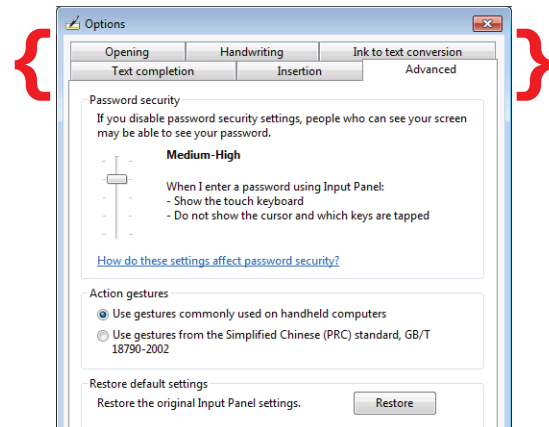 Options
Opening Handwriting Ink to text conversion
Text completion Insertion Advanced
Password security
If you disable password security settings, people who can see your screen
may be able to see your password.
Medium-High
When I enter a password using Input Panel:
- Show the touch keyboard
- Do not show the cursor and which keys are tapped
How do these settings affect password security?
Action gestures
Use gestures commonly used on handheld computers
Use gestures from the Simplified Chinese (PRC) standard, GB/T
18790-2002
Restore default settings
Restore the original Input Panel settings. Restore